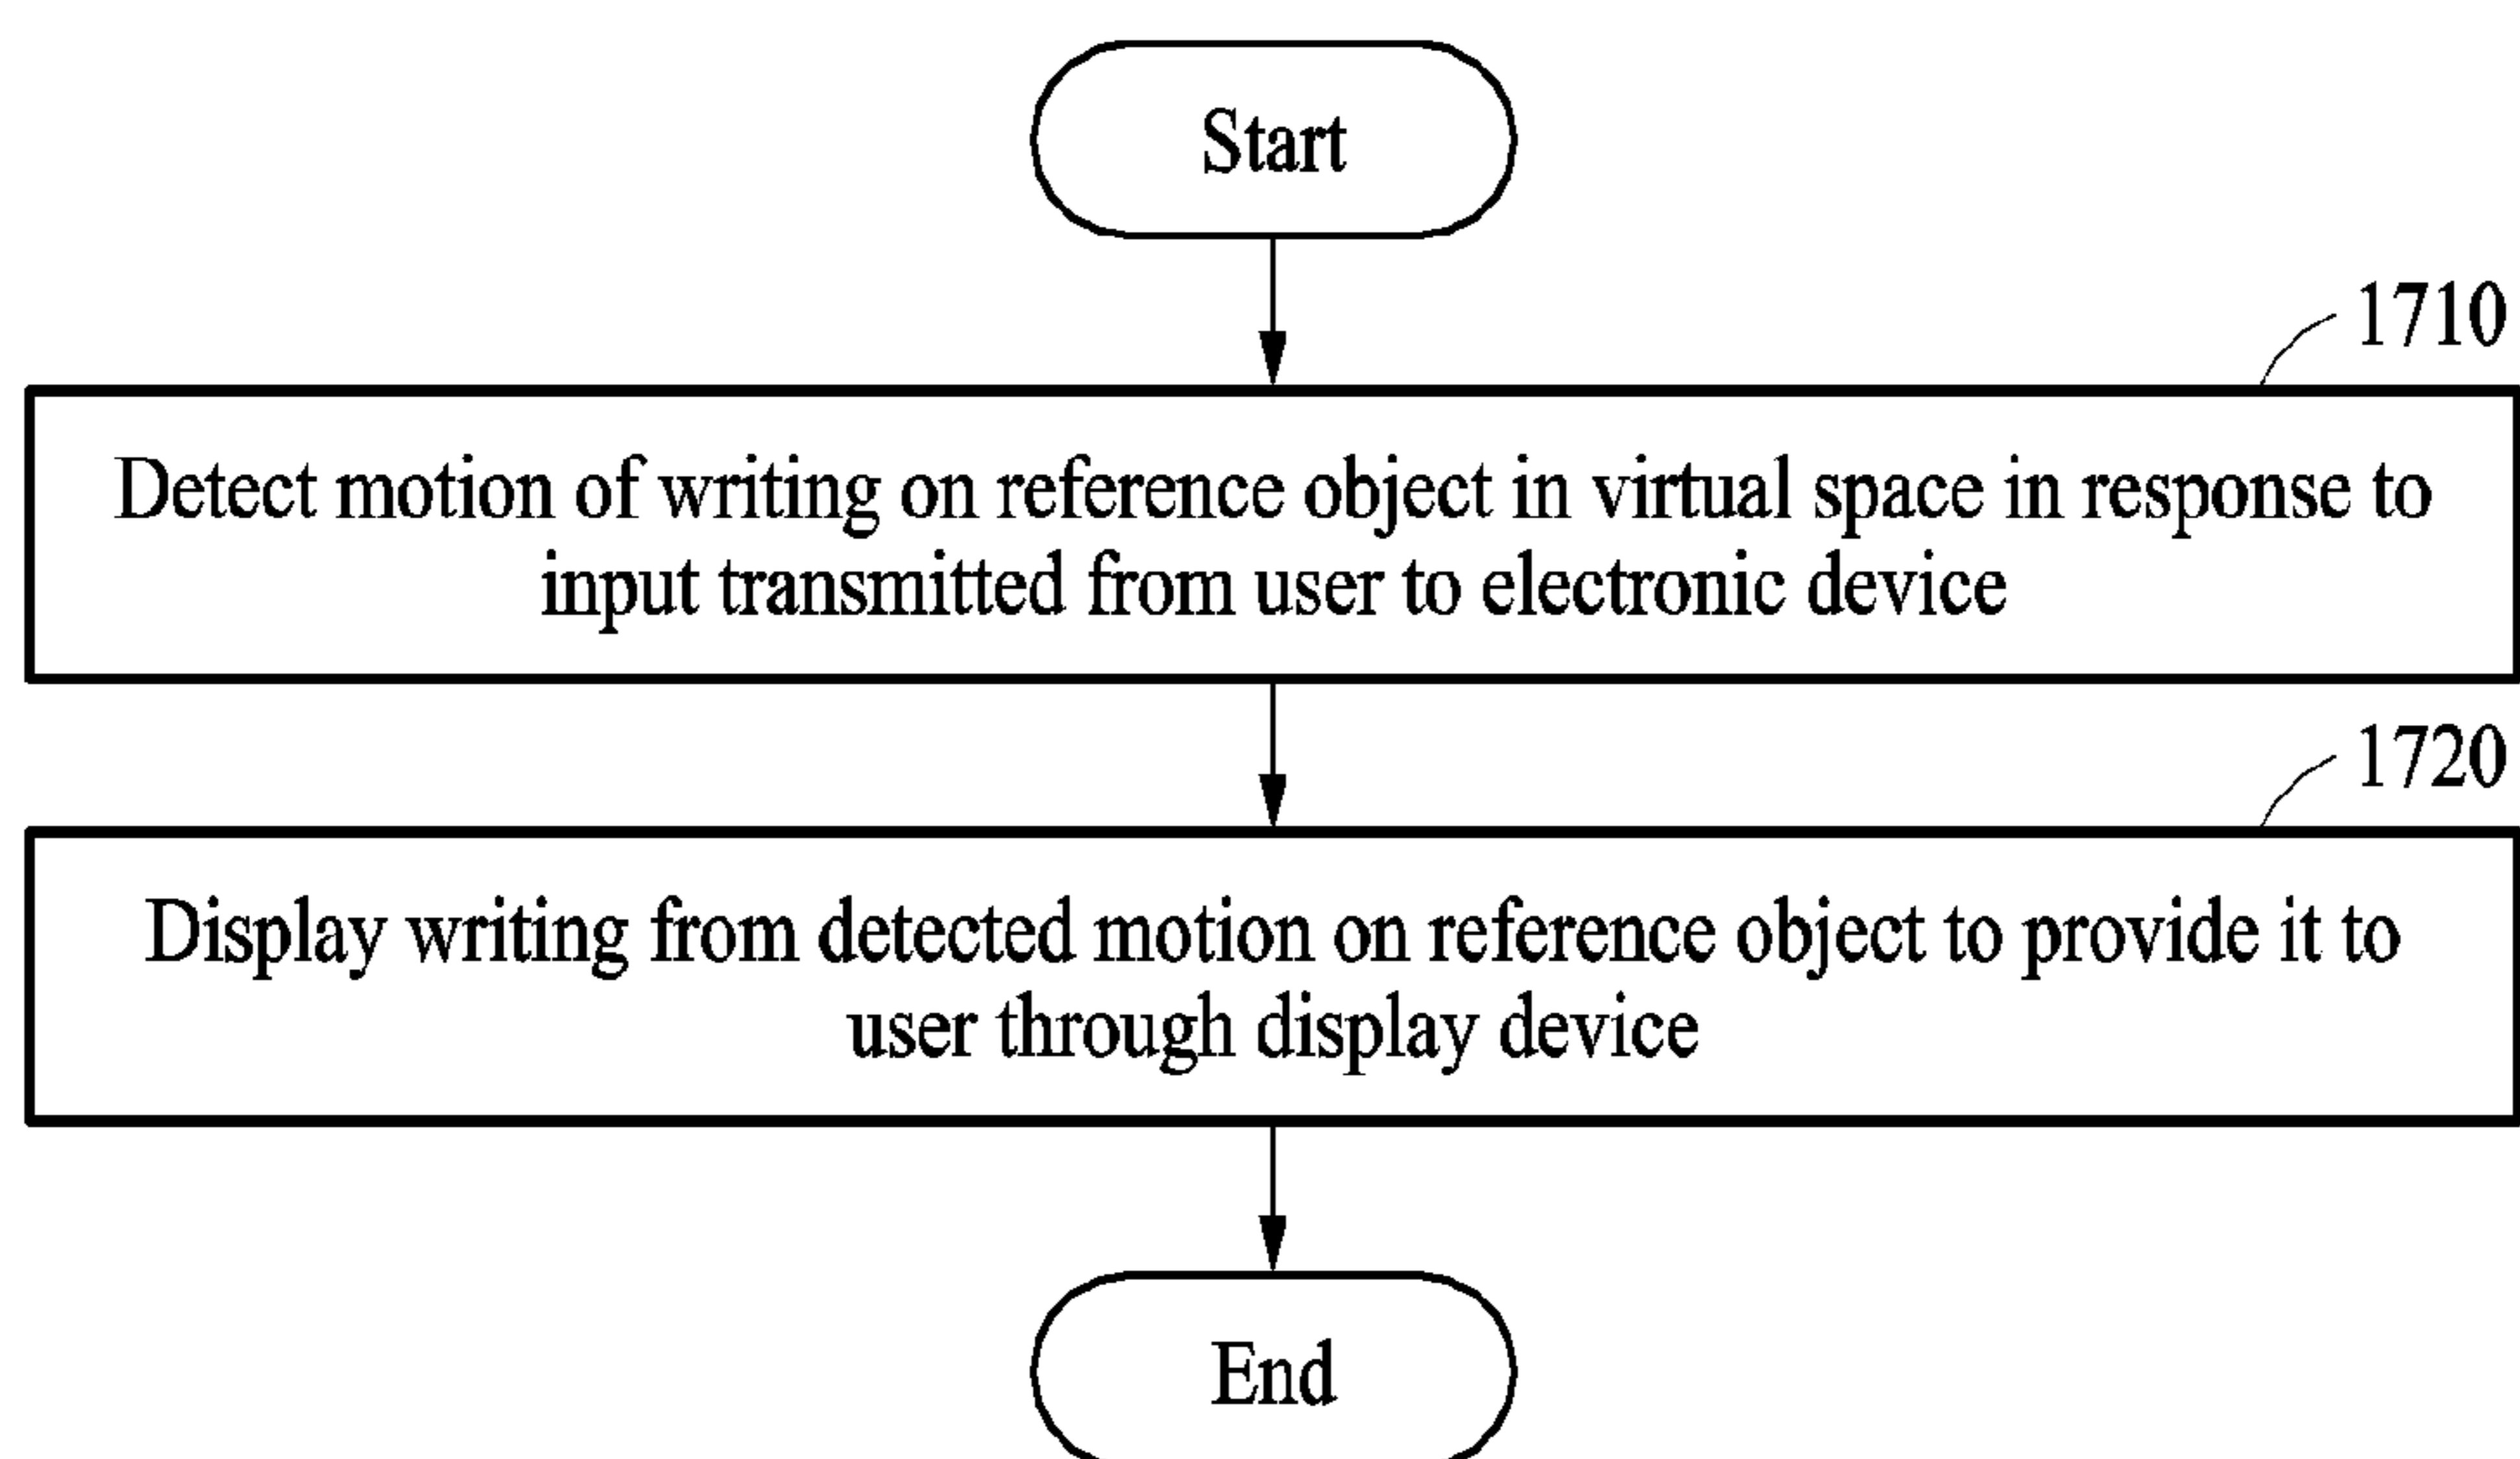 Start
1710
Detect motion of writing on reference object in virtual space in response to
input transmitted from user to electronic device
1720
Display writing from detected motion on reference object to provide it to
user through display device
End